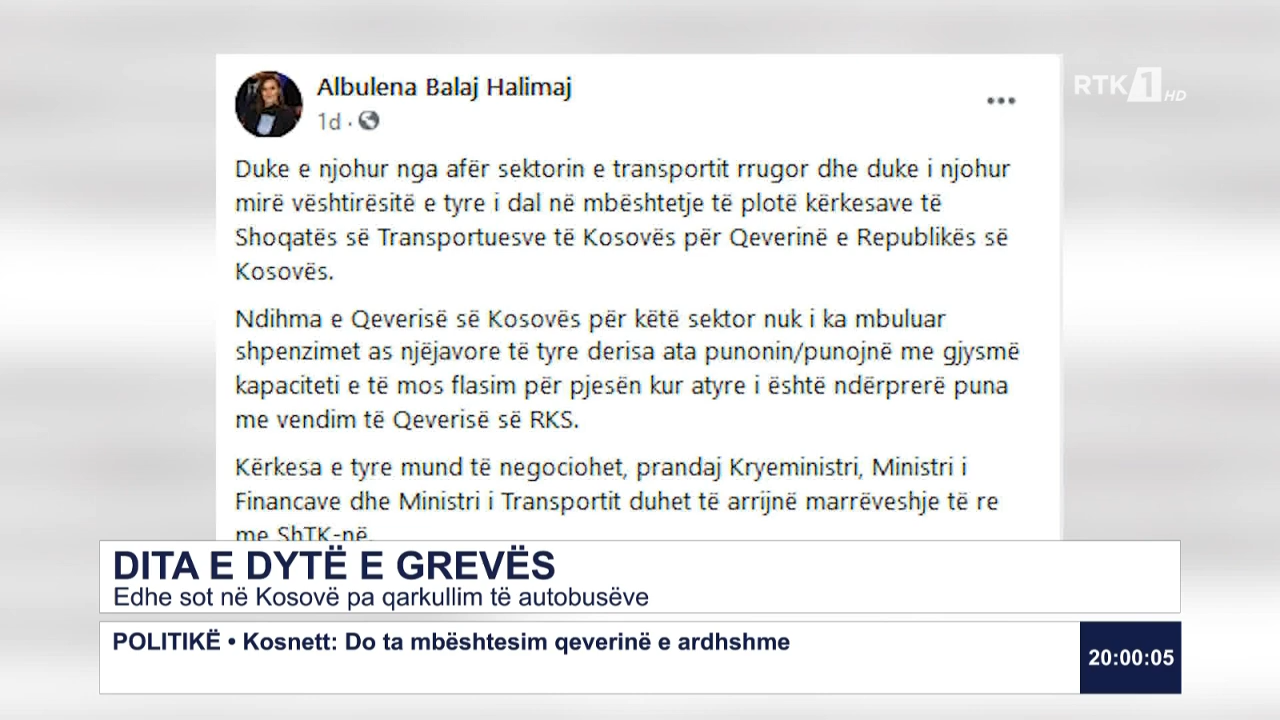 Albulena Balaj Halimaj
1d ·
RTK 1 HD
Duke e njohur nga afër sektorin e transportit rrugor dhe duke i njohur
mirë vështirësitë e tyre i dal në mbështetje të plotë kërkesave të
Shoqatës së Transportuesve të Kosovës për Qeverinë e Republikës së
Kosovës.
Ndihma e Qeverisë së Kosovës për këtë sektor nuk i ka mbuluar
shpenzimet as njëjavore të tyre derisa ata punonin/punojnë me gjysmë
kapaciteti e të mos flasim për pjesën kur atyre i është ndërprerë puna
me vendim të Qeverisë së RKS.
Kërkesa e tyre mund të negociohet, prandaj Kryeministri, Ministri i
Financave dhe Ministri i Transportit duhet të arrijnë marrëveshje të re
me ShTK-në.
DITA E DYTË E GREVËS
Edhe sot në Kosovë pa qarkullim të autobusëve
POLITIKË • Kosnett: Do ta mbështesim qeverinë e ardhshme
20:00:05